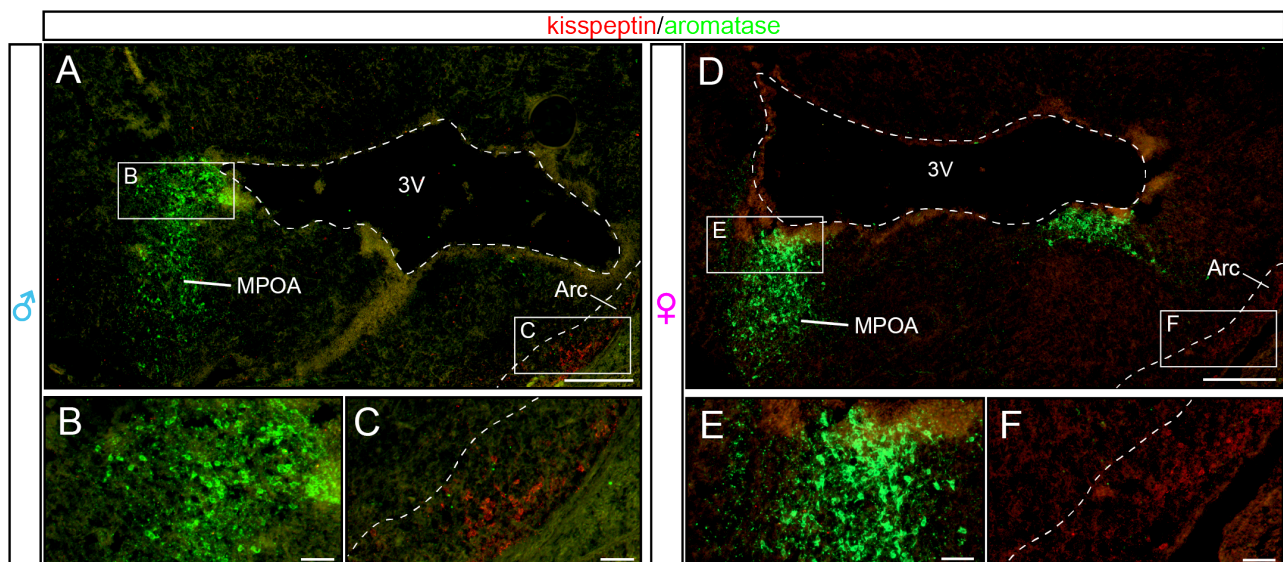 kisspeptin/aromatase
♂
A
B
3V
MPOA
Arc
C
B
C
♀
D
3V
E
Arc
MPOA
F
E
F